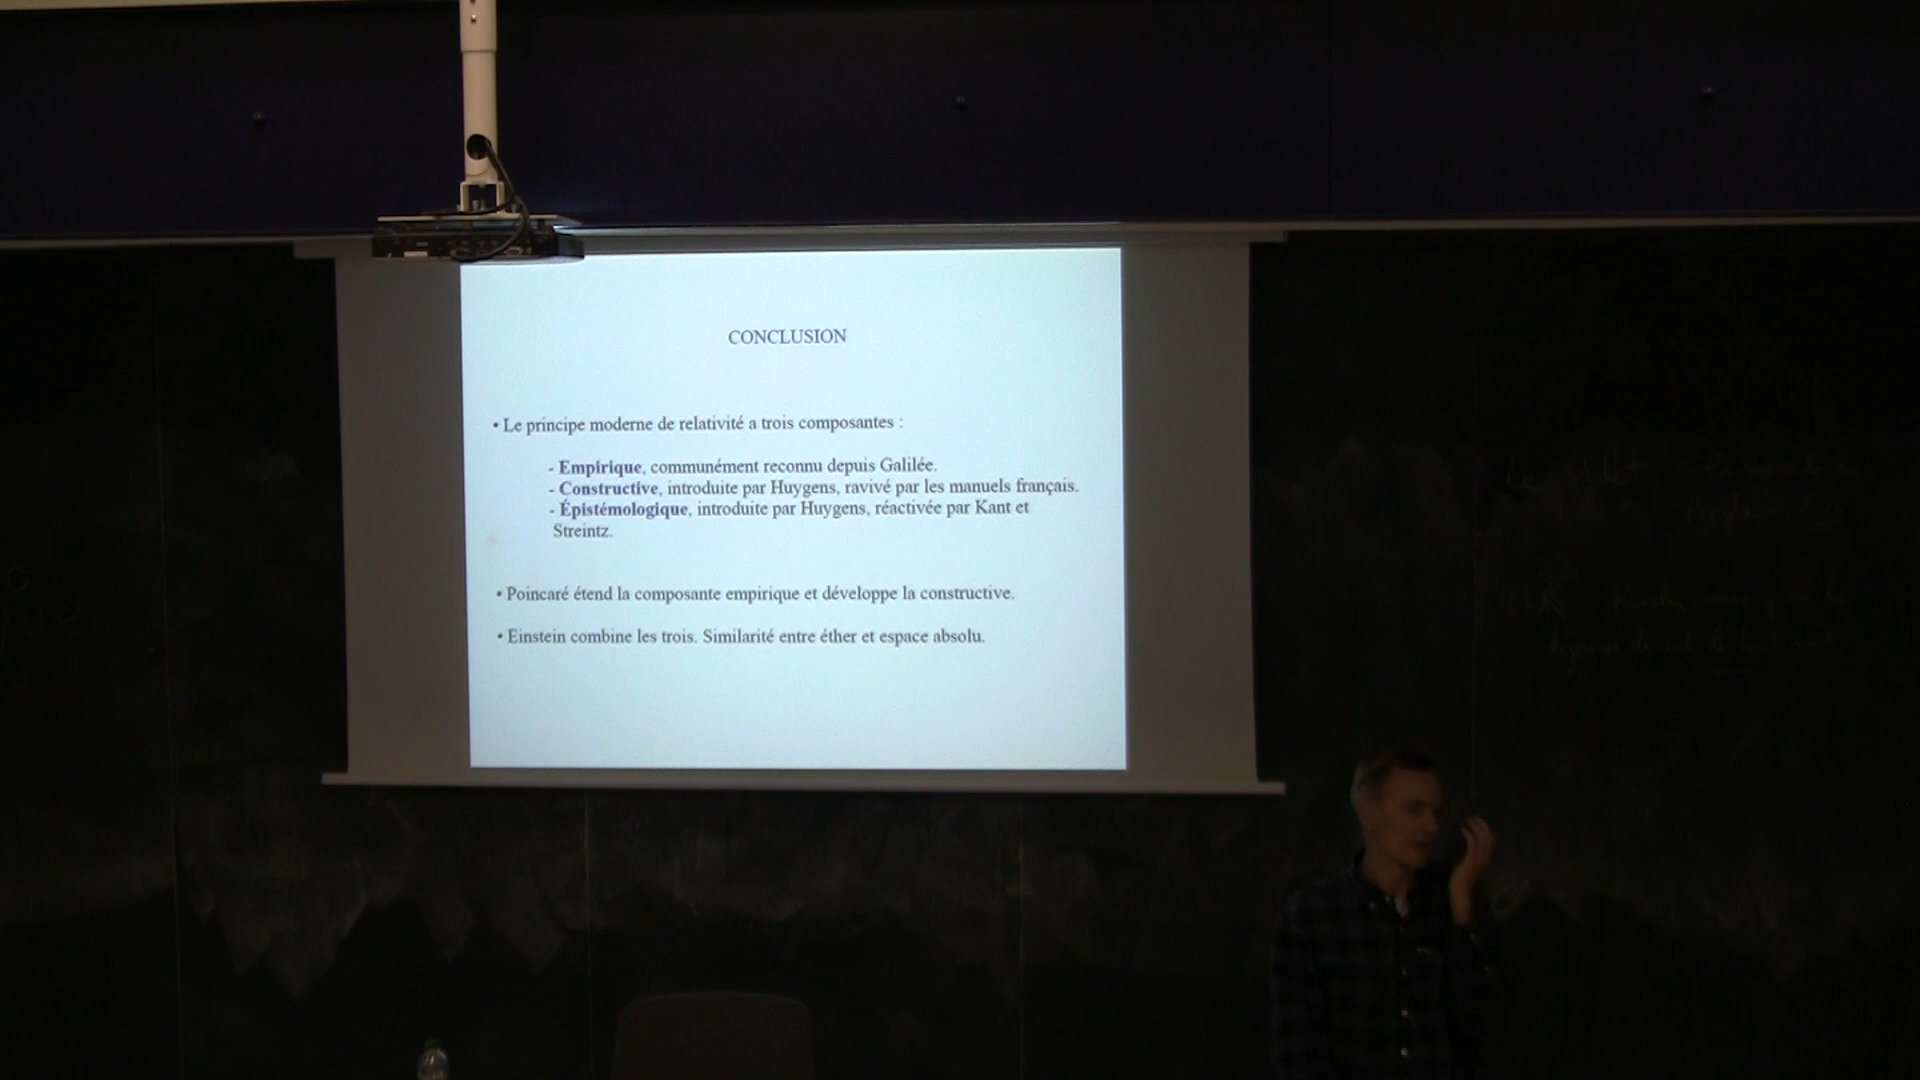 CONCLUSION
• Le principe moderne de relativité a trois composantes :
- Empirique, communément reconnu depuis Galilée.
- Constructive, introduite par Huygens, ravivé par les manuels français.
- Épistémologique, introduite par Huygens, réactivée par Kant et
Streintz.
• Poincaré étend la composante empirique et développe la constructive.
• Einstein combine les trois. Similarité entre éther et espace absolu.